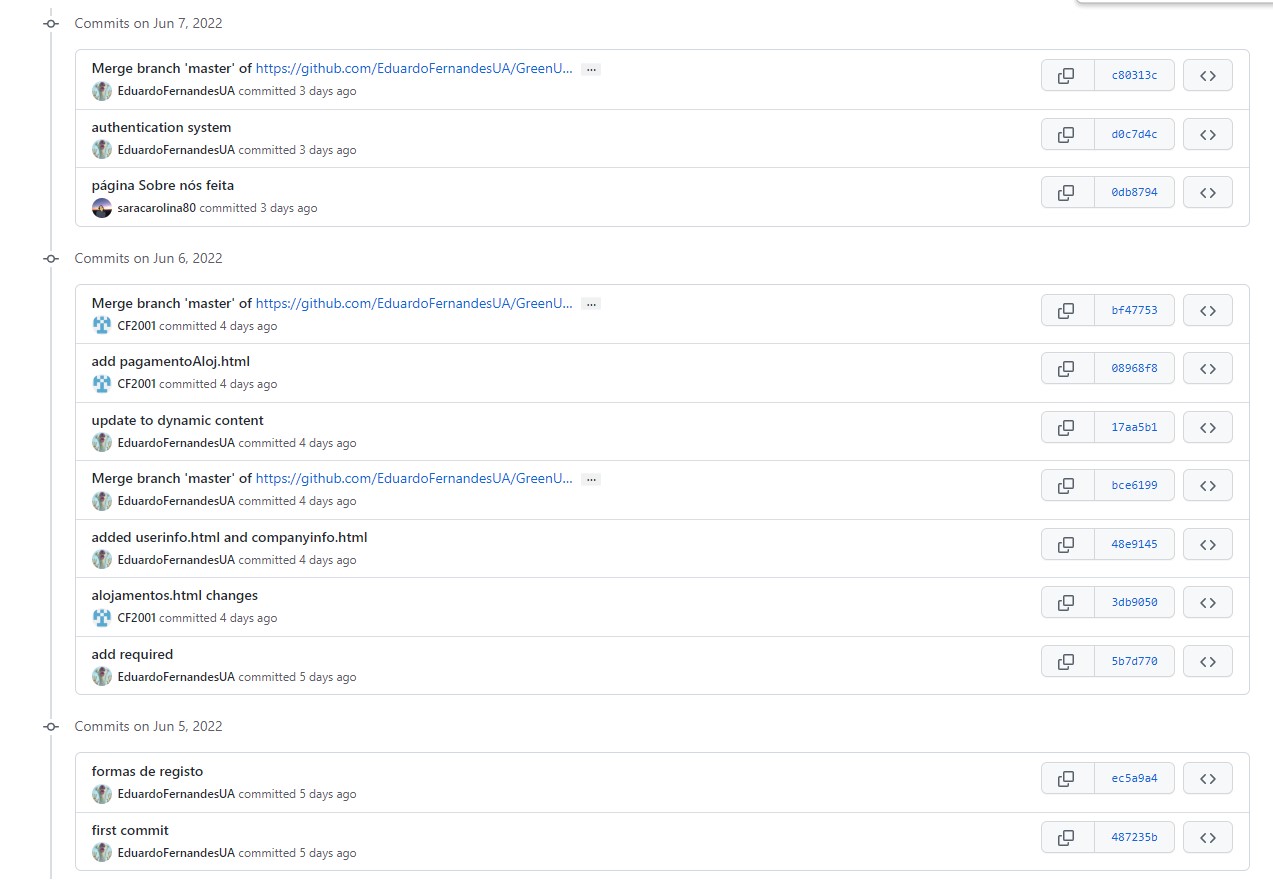 Commits on Jun 7, 2022
Merge branch 'master' of https://github.com/EduardoFernandesUA/GreenU... ...
c80313c
EduardoFernandesUA committed 3 days ago
authentication system
d0c7d4c
EduardoFernandesUA committed 3 days ago
página Sobre nós feita
0db8794
saracarolina80 committed 3 days ago
Commits on Jun 6, 2022
Merge branch 'master' of https://github.com/EduardoFernandesUA/GreenU... ...
bf47753
CF2001 committed 4 days ago
add pagamentoAloj.html
08968f8
CF2001 committed 4 days ago
update to dynamic content
17aa5b1
EduardoFernandesUA committed 4 days ago
Merge branch 'master' of https://github.com/EduardoFernandesUA/GreenU... ...
bce6199
EduardoFernandesUA committed 4 days ago
added userinfo.html and companyinfo.html
48e9145
EduardoFernandesUA committed 4 days ago
alojamentos.html changes
3db9050
CF2001 committed 4 days ago
add required
5b7d770
EduardoFernandesUA committed 5 days ago
Commits on Jun 5, 2022
formas de registo
ec5a9a4
EduardoFernandesUA committed 5 days ago
first commit
487235b
EduardoFernandesUA committed 5 days ago